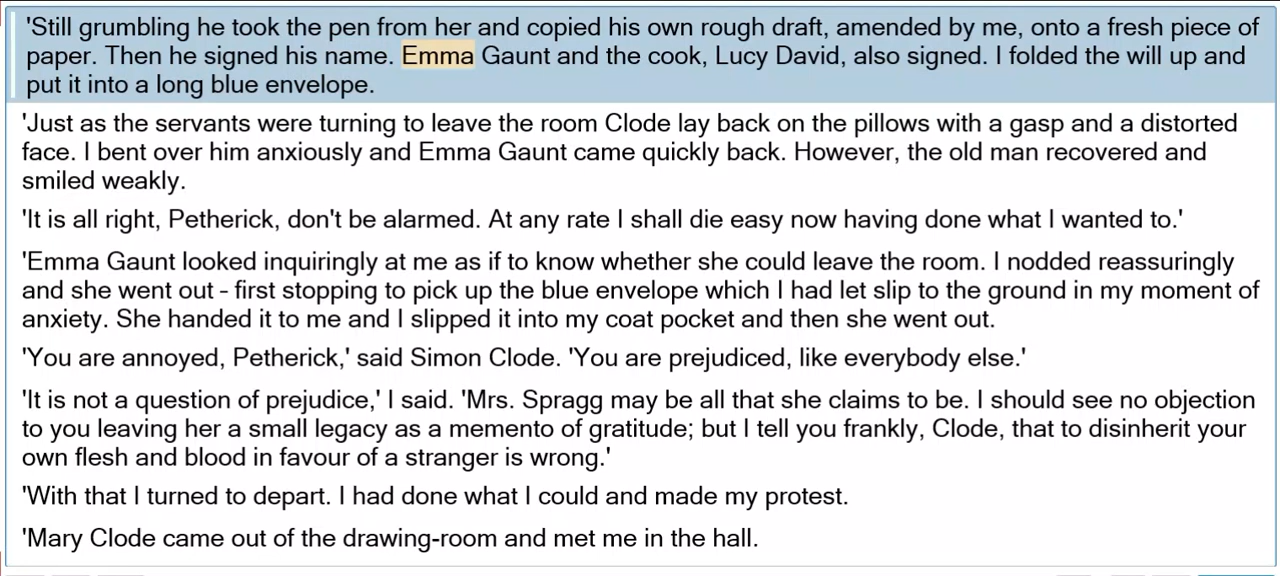 'Still grumbling he took the pen from her and copied his own rough draft, amended by me, onto a fresh piece of
paper. Then he signed his name. Emma Gaunt and the cook, Lucy David, also signed. I folded the will up and
put it into a long blue envelope.
'Just as the servants were turning to leave the room Clode lay back on the pillows with a gasp and a distorted
face. I bent over him anxiously and Emma Gaunt came quickly back. However, the old man recovered and
smiled weakly.
'It is all right, Petherick, don't be alarmed. At any rate I shall die easy now having done what I wanted to.'
'Emma Gaunt looked inquiringly at me as if to know whether she could leave the room. I nodded reassuringly
and she went out - first stopping to pick up the blue envelope which I had let slip to the ground in my moment of
anxiety. She handed it to me and I slipped it into my coat pocket and then she went out.
'You are annoyed, Petherick,' said Simon Clode. 'You are prejudiced, like everybody else.'
'It is not a question of prejudice,' I said. 'Mrs. Spragg may be all that she claims to be. I should see no objection
to you leaving her a small legacy as a memento of gratitude; but I tell you frankly, Clode, that to disinherit your
own flesh and blood in favour of a stranger is wrong.'
'With that I turned to depart. I had done what I could and made my protest.
'Mary Clode came out of the drawing-room and met me in the hall.